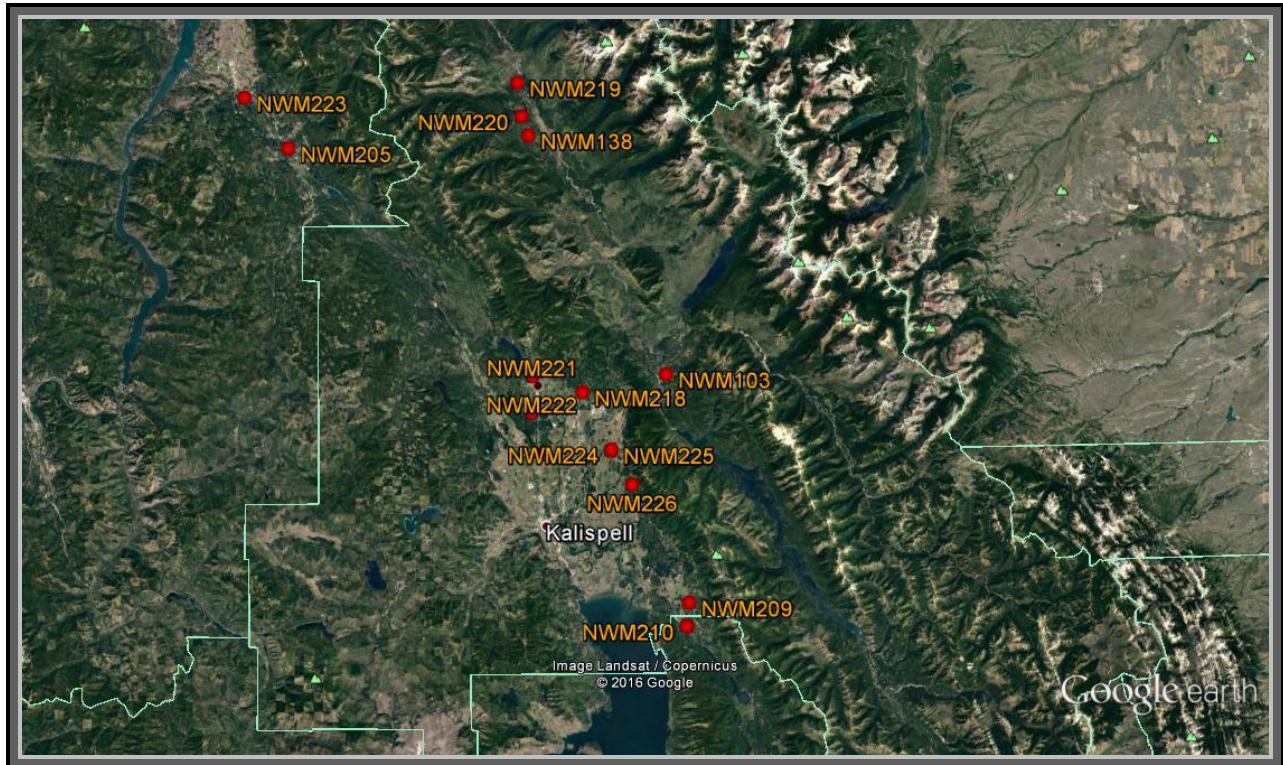 NWM219
NWM223
NWM220
NWM138
NWM205
NWM221
NWM103
NWM218
NWM222
NWM224
NWM225
NWM226
Kalispell
NWM209
NWM210
Image Landsat / Copernicus
© 2016 Google
Google earth